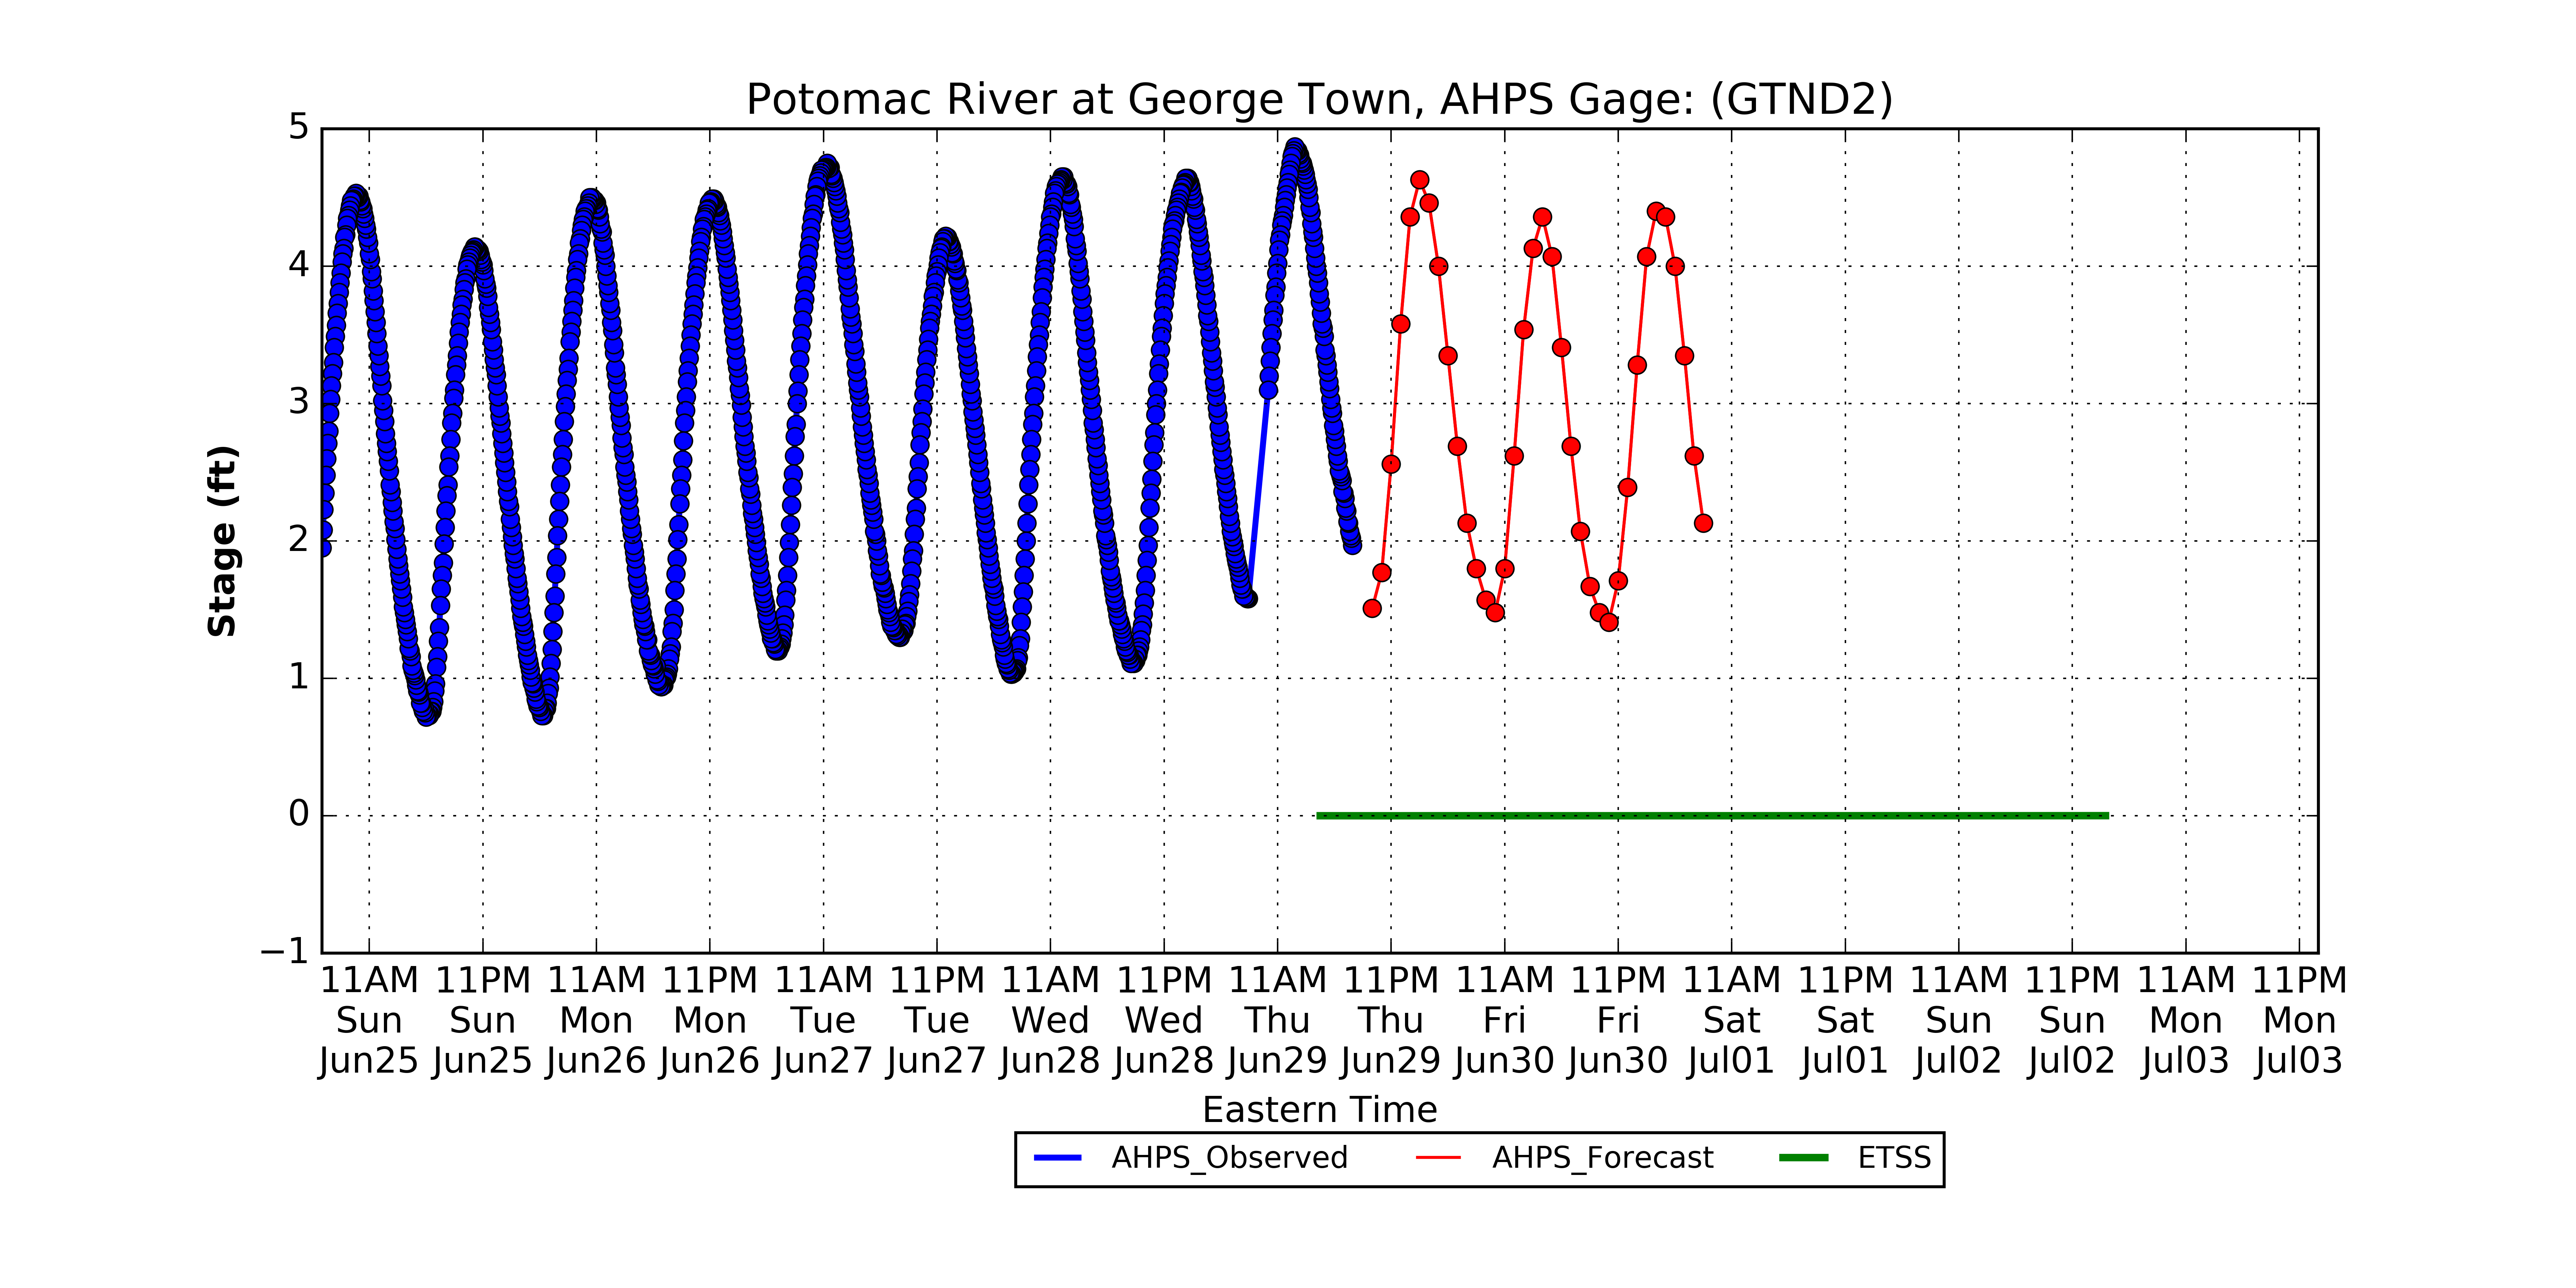 Potomac River at George Town, AHPS Gage: (GTND2)
Stage (ft)
5
4
3
2
1
0
−1
11AM 11PM 11AM 11PM 11AM 11PM 11AM 11PM 11AM 11PM 11AM 11PM 11AM 11PM 11AM 11PM 11AM 11PM
Sun Sun Mon Mon Tue Tue Wed Wed Thu Thu Fri Fri Sat Sat Sun Sun Mon Mon
Jun25 Jun25 Jun26 Jun26 Jun27 Jun27 Jun28 Jun28 Jun29 Jun29 Jun30 Jun30 Jul01 Jul01 Jul02 Jul02 Jul03 Jul03
Eastern Time
AHPS_Observed AHPS_Forecast ETSS